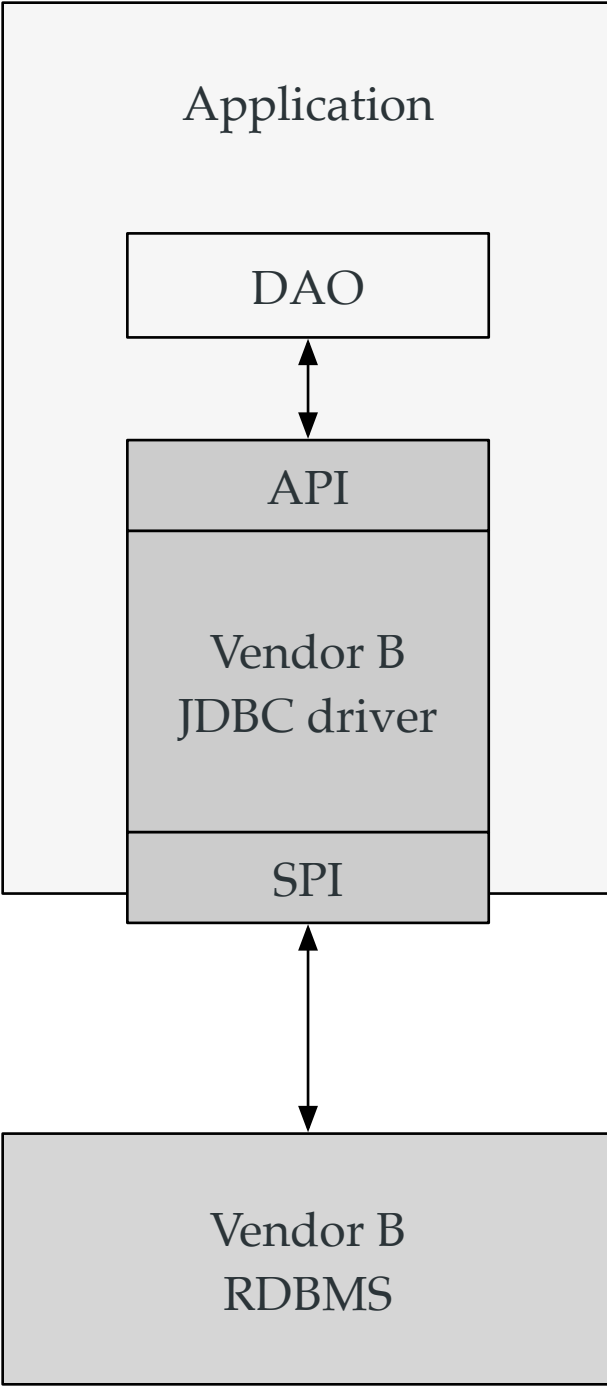 Application
DAO
API
Vendor B
JDBC driver
SPI
Vendor B
RDBMS